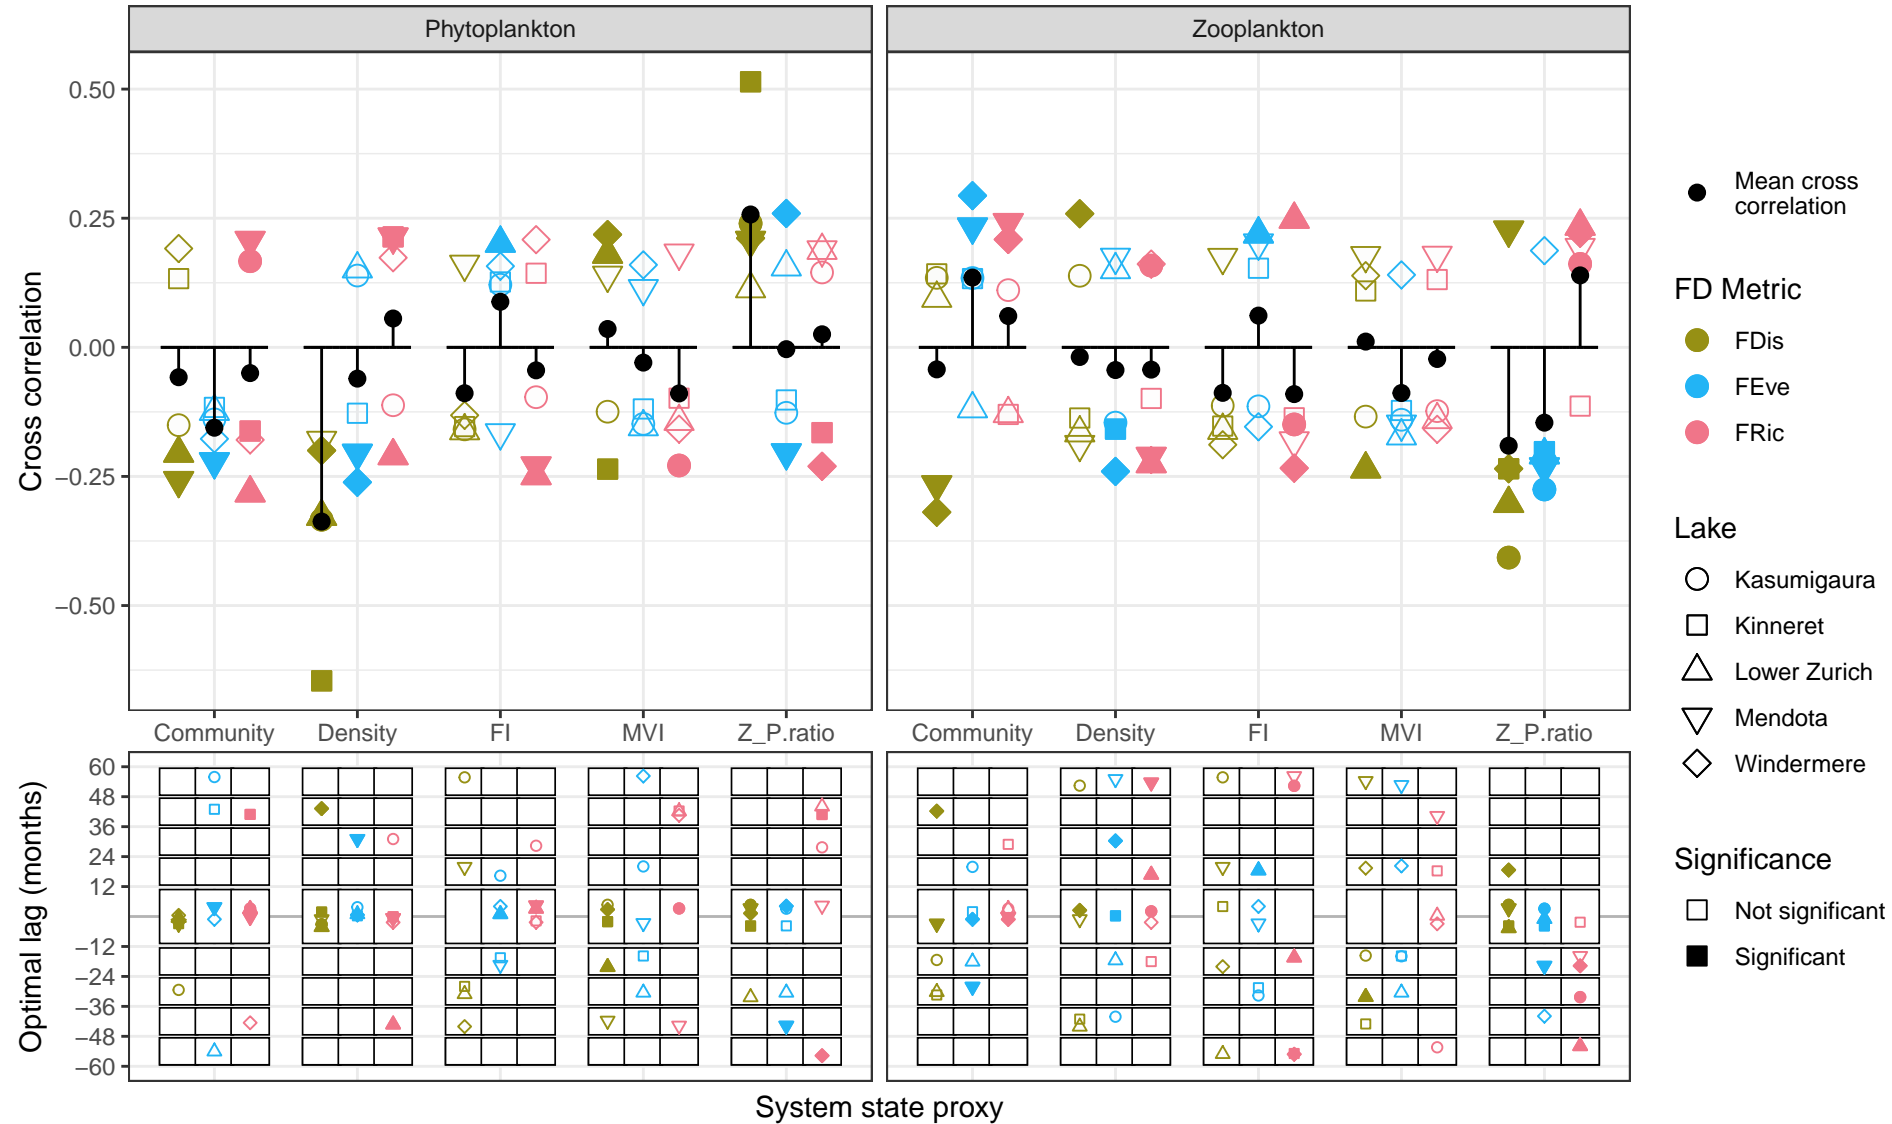 Phytoplankton
Zooplankton
Cross correlation
0.50
0.25
0.00
−0.25
−0.50
Community
Density
FI
MVI
Z_P.ratio
Community
Density
FI
MVI
Z_P.ratio
Optimal lag (months)
60
48
36
24
12
−12
−24
−36
−48
−60
System state proxy
Mean cross
correlation
FD Metric
FDis
FEve
FRic
Lake
Kasumigaura
Kinneret
Lower Zurich
Mendota
Windermere
Significance
Not significant
Significant